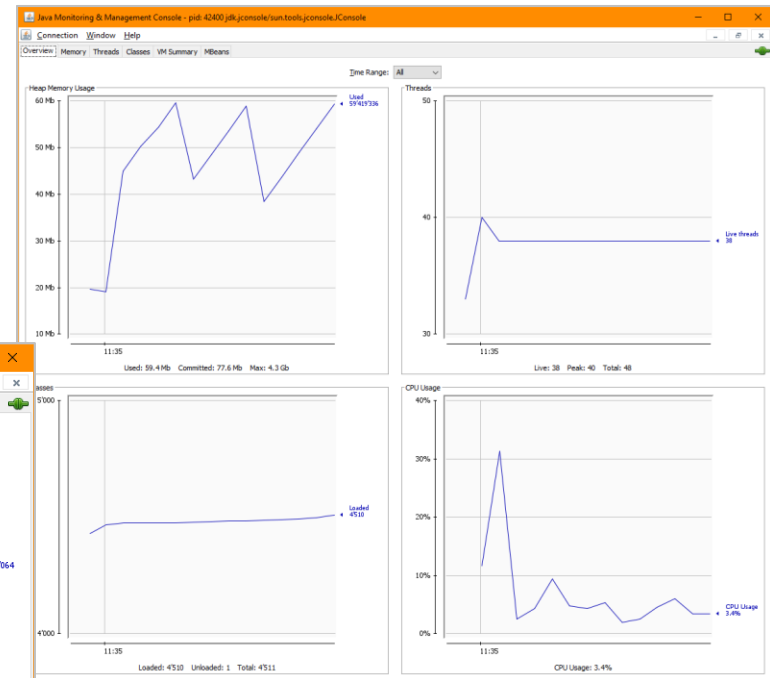 Java Monitoring & Management Console - pid: 42400 jdk.jconsole/sun.tools.jconsole.JConsole
Connection Window Help
Overview Memory Threads Classes VM Summary MBeans
Time Range: All
Heap Memory Usage
60 Mb
50 Mb
40 Mb
30 Mb
20 Mb
10 Mb
Used
59'419'336
11:35
Used: 59.4 Mb Committed: 77.6 Mb Max: 4.3 Gb
Threads
50
40
30
Live threads
38
11:35
Live: 38 Peak: 40 Total: 48
asses
5'000
4'000
Loaded
4'510
11:35
Loaded: 4'510 Unloaded: 1 Total: 4'511
CPU Usage
40%
30%
20%
10%
0%
CPU Usage
3.4%
11:35
CPU Usage: 3.4%
'064